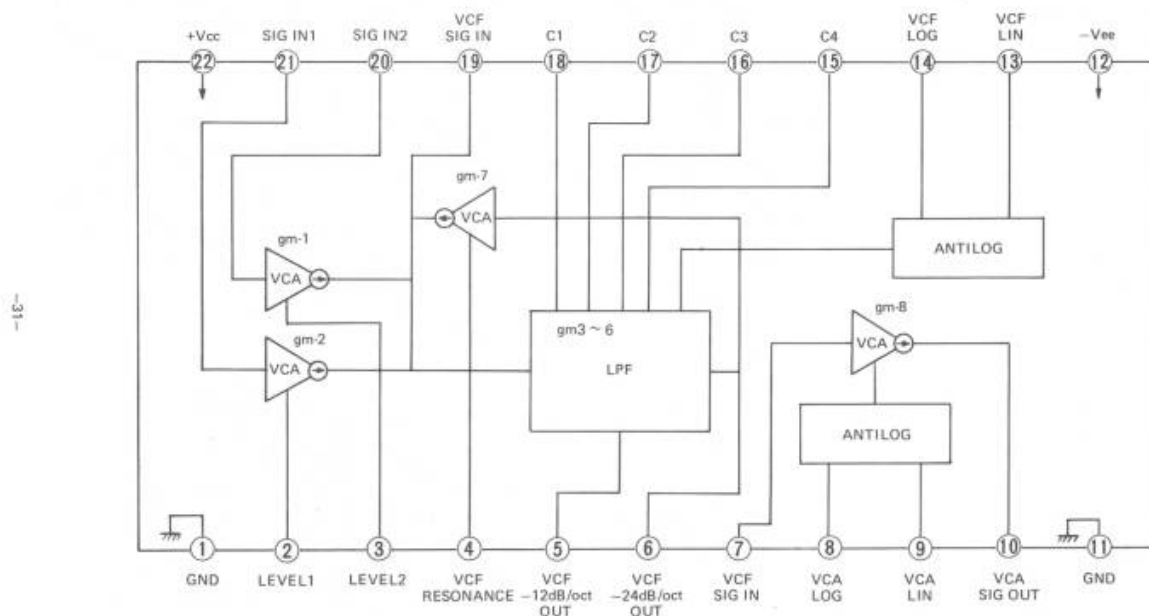 VCF VCF VCF
+Vcc SIG IN1 SIG IN2 SIG IN C1 C2 C3 C4 LOG LIN −Vee
22 21 20 19 18 17 16 15 14 13 12
gm-7
VCA
gm-1
VCA
ANTILOG
gm-2
VCA
gm3 ~ 6
LPF
gm-8
VCA
ANTILOG
−31−
1 2 3 4 5 6 7 8 9 10 11
GND LEVEL1 LEVEL2 VCF VCF VCF VCF VCA VCA VCA GND
RESONANCE −12dB/oct −24dB/oct SIG IN LOG LIN SIG OUT
OUT OUT